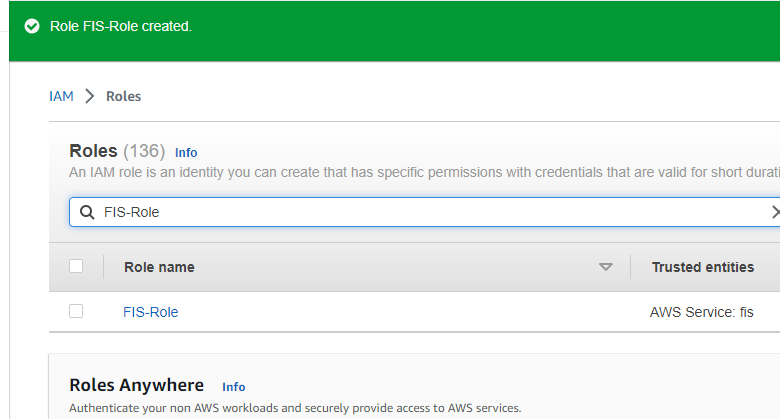 Role FIS-Role created.
IAM > Roles
Roles (136) Info
An IAM role is an identity you can create that has specific permissions with credentials that are valid for short
FIS-Role
Role name Trusted entities
FIS-Role AWS Service: fis
Roles Anywhere Info
Authenticate your non AWS workloads and securely provide access to AWS services.